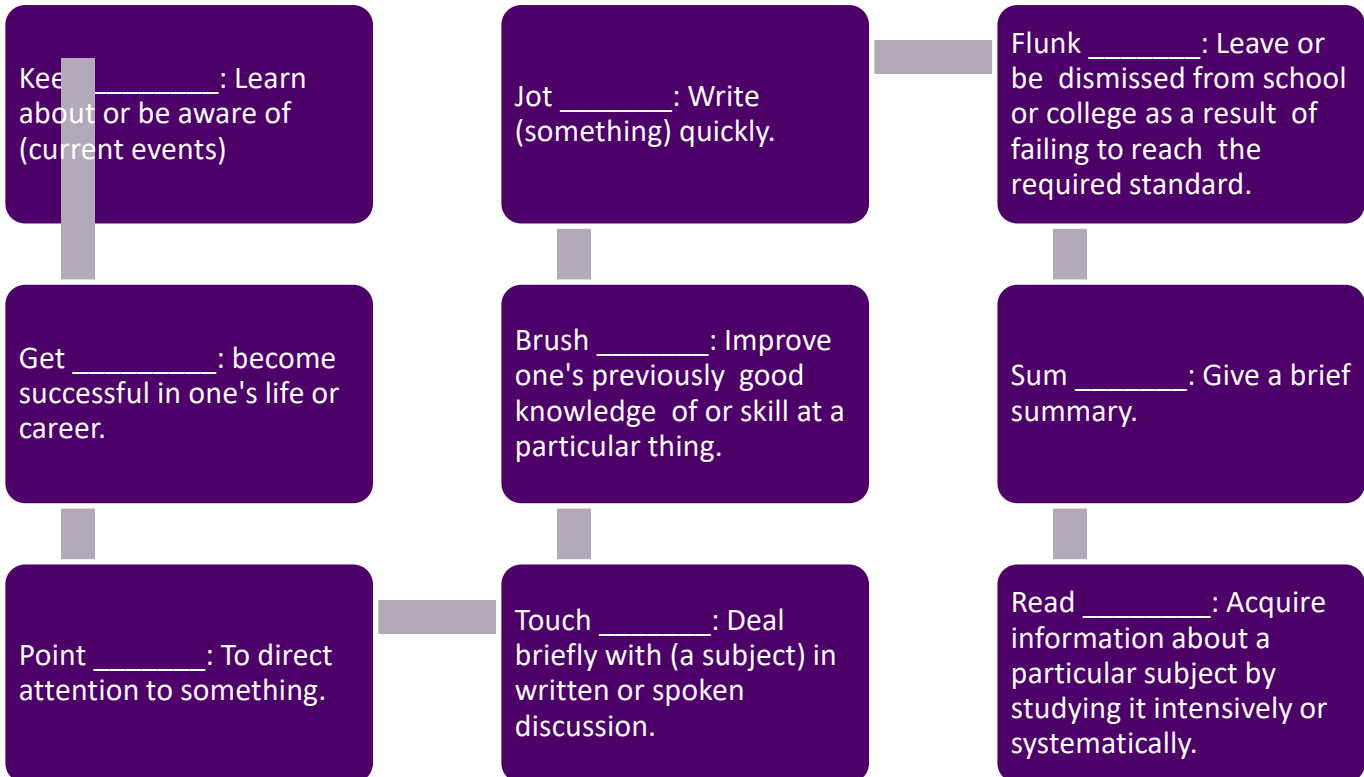 Keep _________: Learn
about or be aware of
(current events)
Get _________: become
successful in one's life or
career.
Point _______: To direct
attention to something.
Touch _______: Deal
briefly with (a subject) in
written or spoken
discussion.
Brush _______: Improve
one's previously good
knowledge of or skill at a
particular thing.
Jot _______: Write
(something) quickly.
Flunk _______: Leave or
be dismissed from school
or college as a result of
failing to reach the
required standard.
Sum _______: Give a brief
summary.
Read ________: Acquire
information about a
particular subject by
studying it intensively or
systematically.